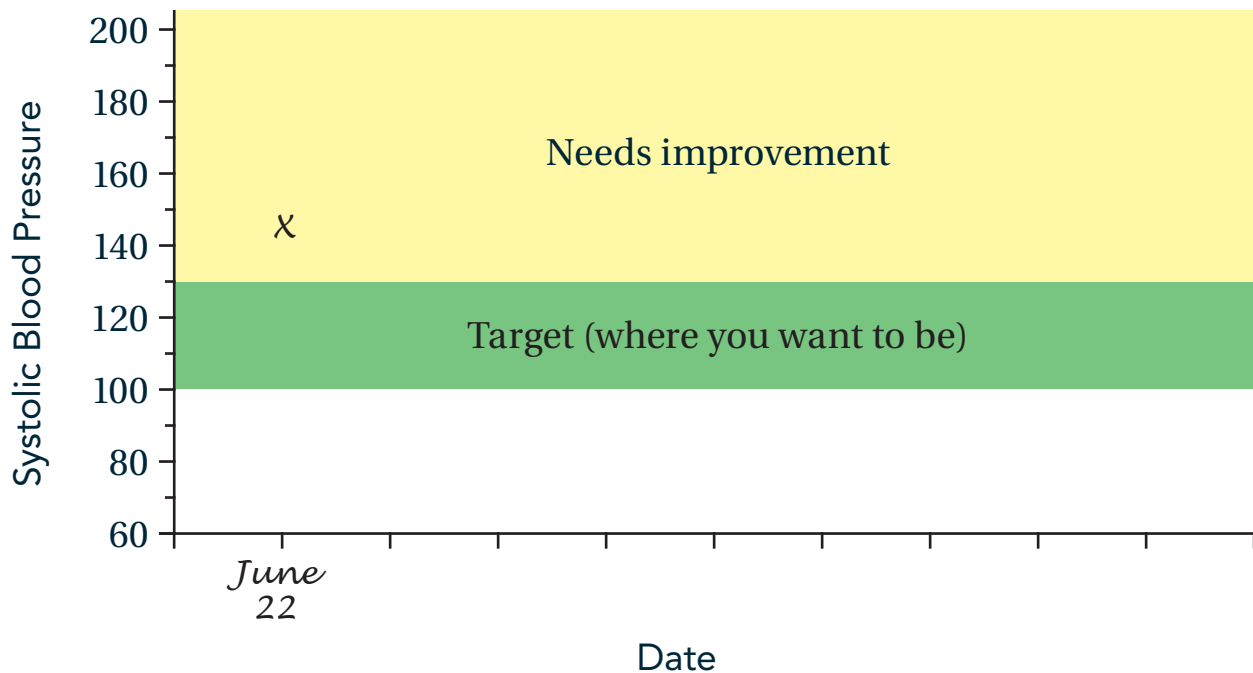 Systolic Blood Pressure
200
180
160
140
120
100
80
60
Needs improvement
x
Target (where you want to be)
June
22
Date